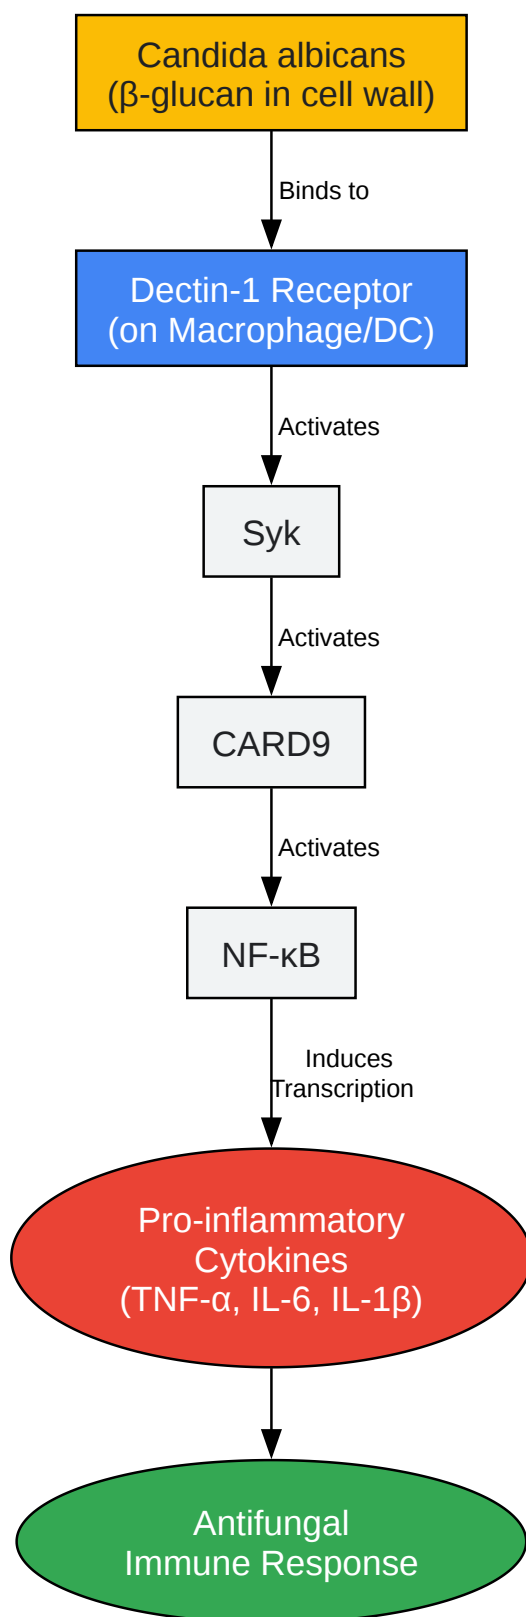 Candida albicans
(β-glucan in cell wall)
Binds to
Dectin-1 Receptor
(on Macrophage/DC)
Activates
Syk
Activates
CARD9
Activates
NF-κB
Induces
Transcription
Pro-inflammatory
Cytokines
(TNF-α, IL-6, IL-1β)
Antifungal
Immune Response